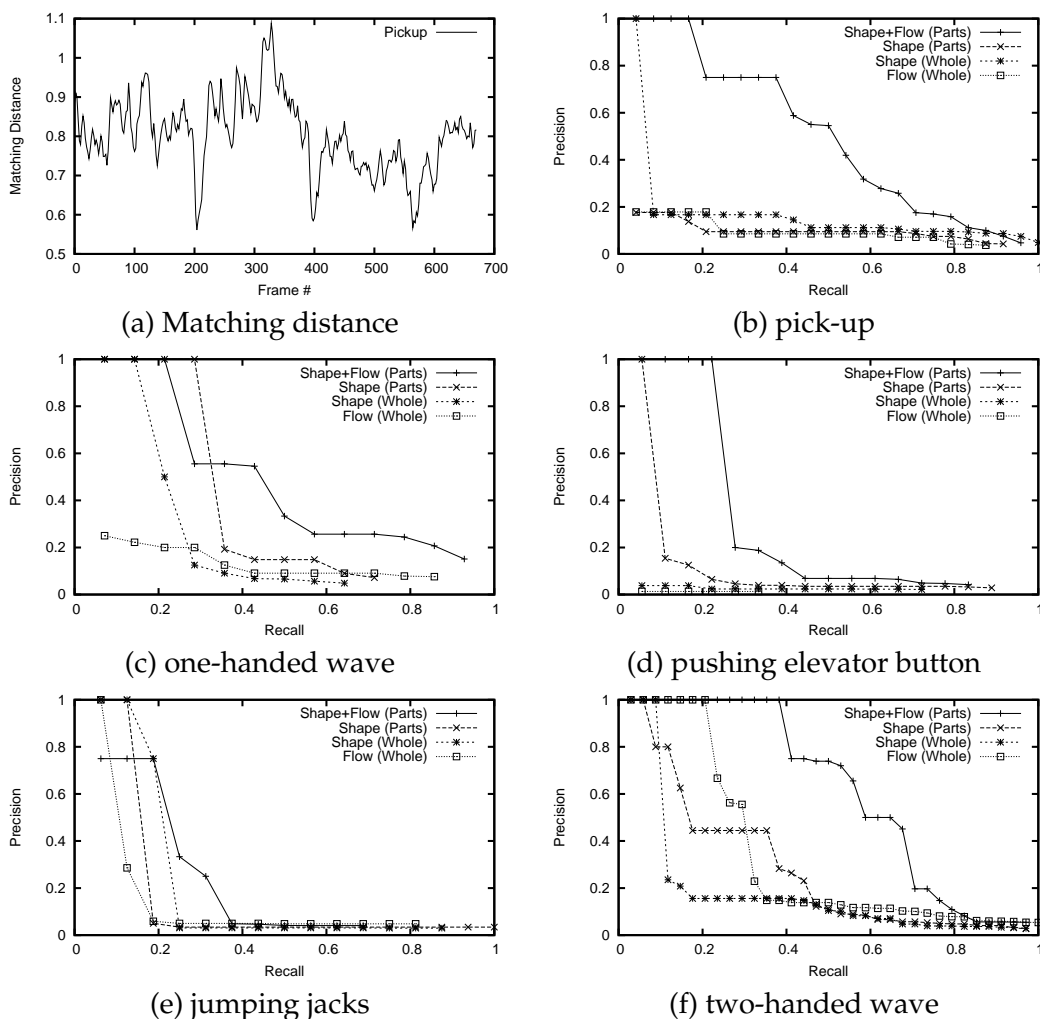 1.1
1
0.9
0.8
0.7
0.6
0.5
0 100 200 300 400 500 600 700
Matching Distance
Frame #
Pickup
(a) Matching distance
1
0.8
0.6
0.4
0.2
0
0 0.2 0.4 0.6 0.8 1
Precision
Recall
Shape+Flow (Parts)
Shape (Parts)
Shape (Whole)
Flow (Whole)
(b) pick-up
1
0.8
0.6
0.4
0.2
0
0 0.2 0.4 0.6 0.8 1
Precision
Recall
Shape+Flow (Parts)
Shape (Parts)
Shape (Whole)
Flow (Whole)
(c) one-handed wave
1
0.8
0.6
0.4
0.2
0
0 0.2 0.4 0.6 0.8 1
Precision
Recall
Shape+Flow (Parts)
Shape (Parts)
Shape (Whole)
Flow (Whole)
(d) pushing elevator button
1
0.8
0.6
0.4
0.2
0
0 0.2 0.4 0.6 0.8 1
Precision
Recall
Shape+Flow (Parts)
Shape (Parts)
Shape (Whole)
Flow (Whole)
(e) jumping jacks
1
0.8
0.6
0.4
0.2
0
0 0.2 0.4 0.6 0.8 1
Precision
Recall
Shape+Flow (Parts)
Shape (Parts)
Shape (Whole)
Flow (Whole)
(f) two-handed wave